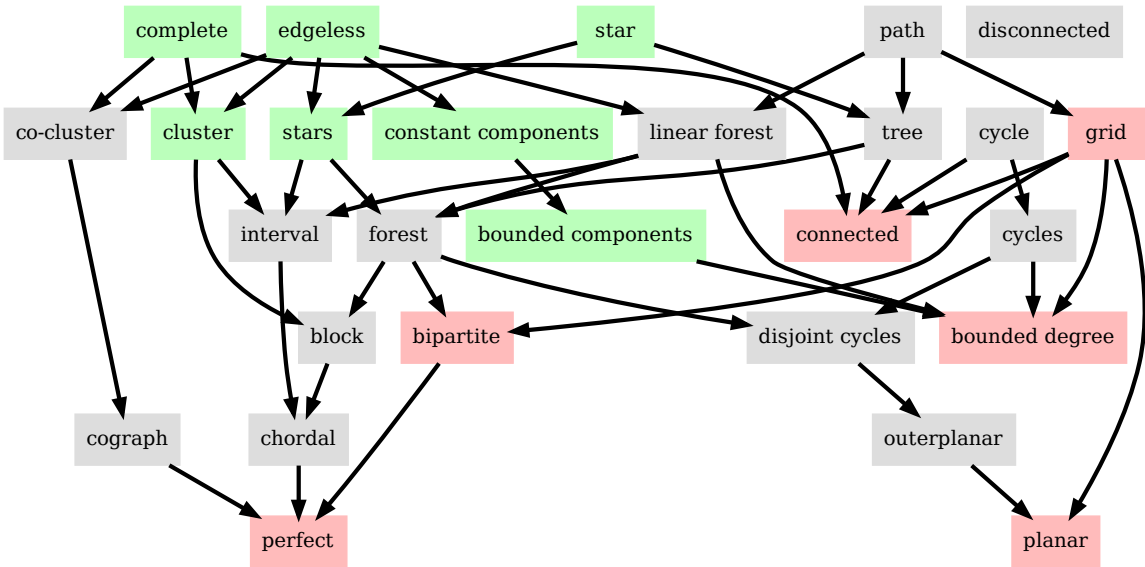 complete
edgeless
star
path
disconnected
co-cluster
cluster
stars
constant components
linear forest
tree
cycle
grid
interval
forest
bounded components
connected
cycles
block
bipartite
disjoint cycles
bounded degree
cograph
chordal
outerplanar
perfect
planar